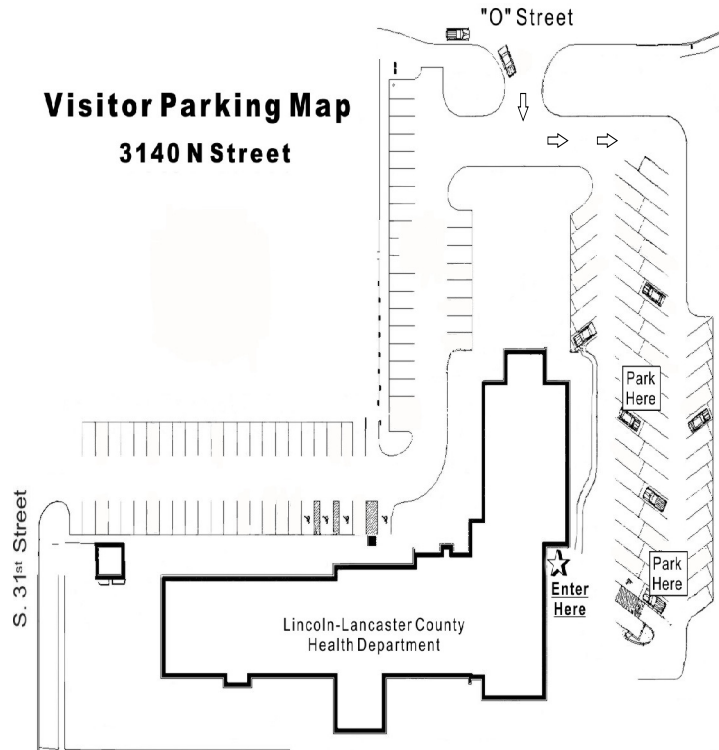 "O" Street
Visitor Parking Map
3140 N Street
Park
Here
S. 31st Street
Park
Here
Enter
Here
Lincoln-Lancaster County
Health Department